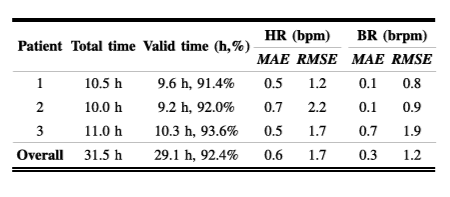 HR (bpm) BR (brpm)
Patient Total time Valid time (h,%)
MAE RMSE MAE RMSE
1 10.5 h 9.6 h, 91.4% 0.5 1.2 0.1 0.8
2 10.0 h 9.2 h, 92.0% 0.7 2.2 0.1 0.9
3 11.0 h 10.3 h, 93.6% 0.5 1.7 0.7 1.9
Overall 31.5 h 29.1 h, 92.4% 0.6 1.7 0.3 1.2